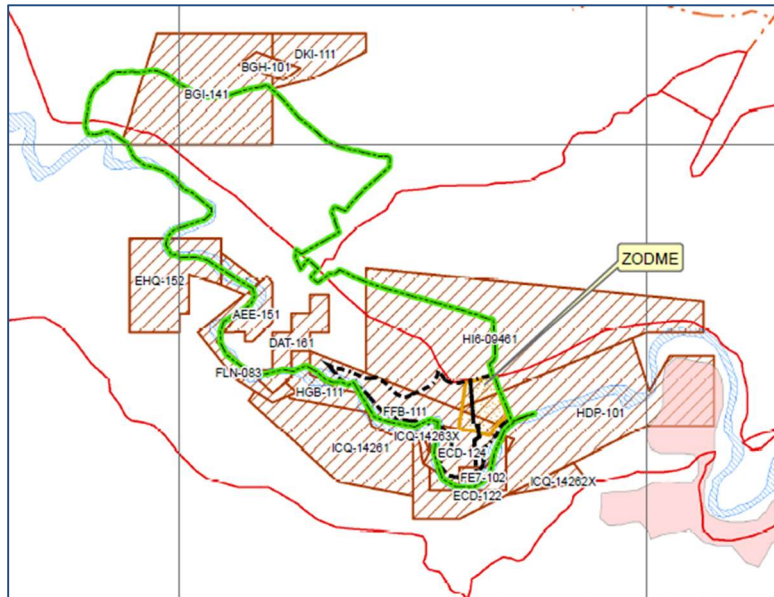 DKI-111
BGH-101
BGI-141
ZODME
EHQ-152
AEE-151
HI6-09461
DAT-161
FLN-083
HGB-111
FFB-111
HDP-101
ICQ-14263X
ICQ-14261
ECD-124
FE7-102
ICQ-14262X
ECD-122